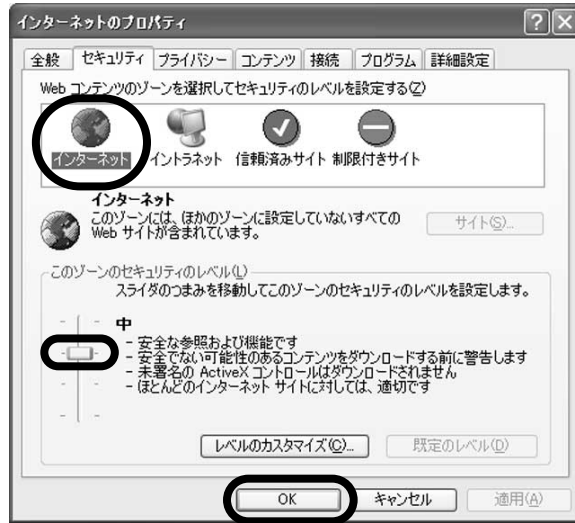 インターネットのプロパティ
全般 セキュリティ プライバシー コンテンツ 接続 プログラム 詳細設定
Web コンテンツのゾーンを選択してセキュリティのレベルを設定する(Z)
インターネット イントラネット 信頼済みサイト 制限付きサイト
インターネット
このゾーンには、ほかのゾーンに設定していないすべての
Web サイトが含まれています。
サイト(S)...
このゾーンのセキュリティのレベル(L)
スライダのつまみを移動してこのゾーンのセキュリティのレベルを設定します。
中
- 安全な参照および機能です
- 安全でない可能性のあるコンテンツをダウンロードする前に警告します
- 未署名の ActiveX コントロールはダウンロードされません
- ほとんどのインターネット サイトに対しては、適切です
レベルのカスタマイズ(C)... 既定のレベル(D)
OK キャンセル 適用(A)